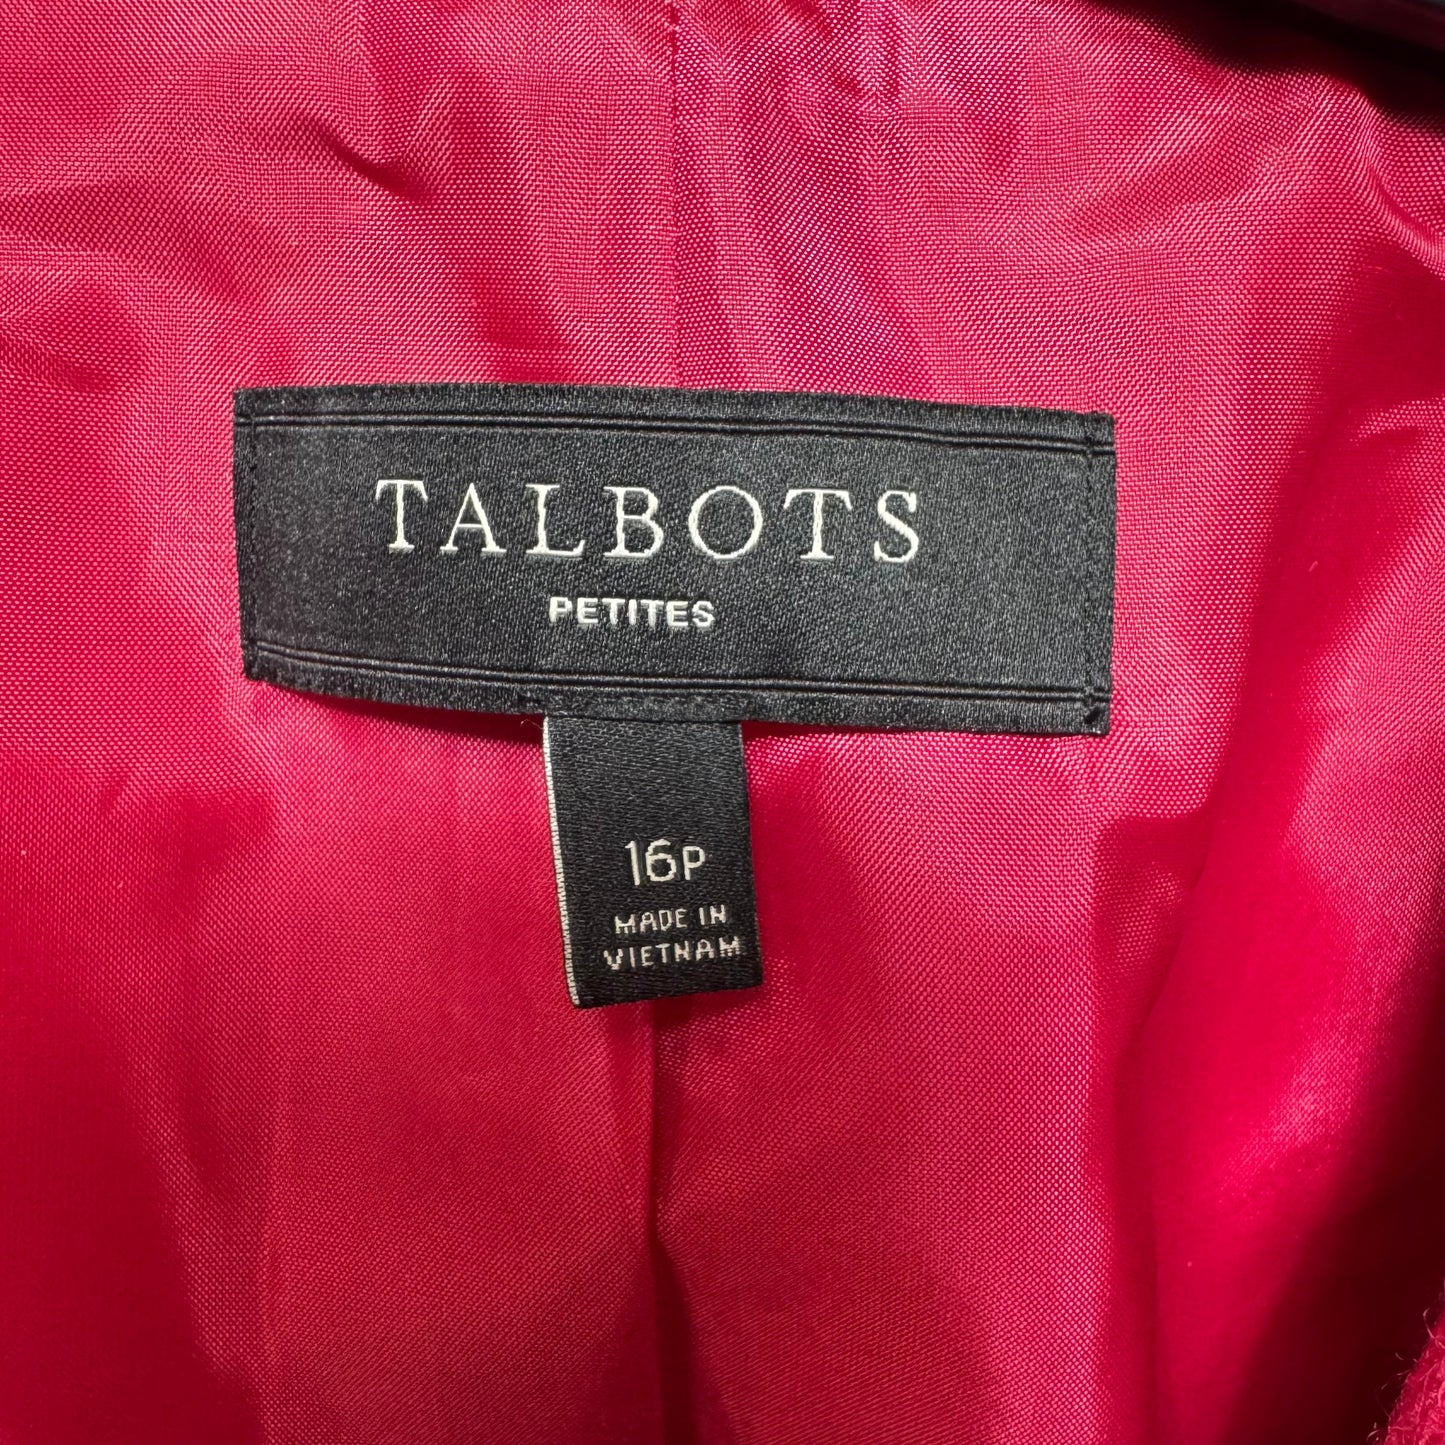 TALBOTS
PETITES
16P
MADE IN
VIETNAM